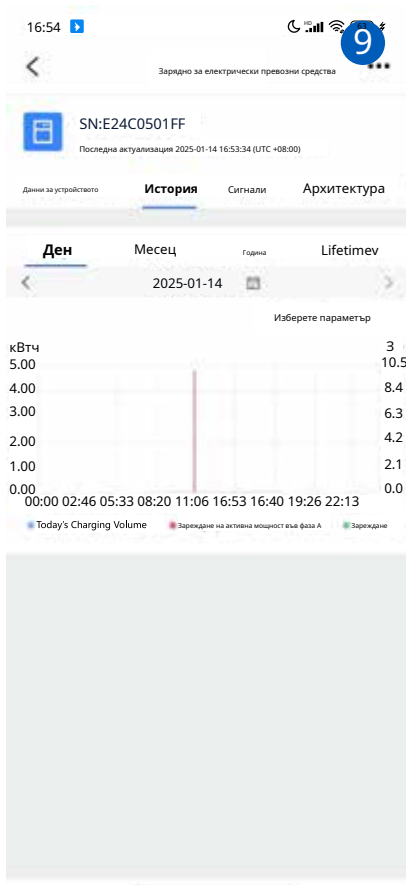 16:54 HD 63 9
Зарядно за електрически превозни средства
SN:E24C0501FF
Последна актуализация 2025-01-14 16:53:34 (UTC +08:00)
Данни за устройството История Сигнали Архитектура
Ден Месец Година Lifetimev
2025-01-14
Изберете параметър
кВтч З
5.00 10.5
4.00 8.4
3.00 6.3
2.00 4.2
1.00 2.1
0.00 0.0
00:00 02:46 05:33 08:20 11:06 16:53 16:40 19:26 22:13
Today's Charging Volume Зареждане на активна мощност във фаза А Зареждане